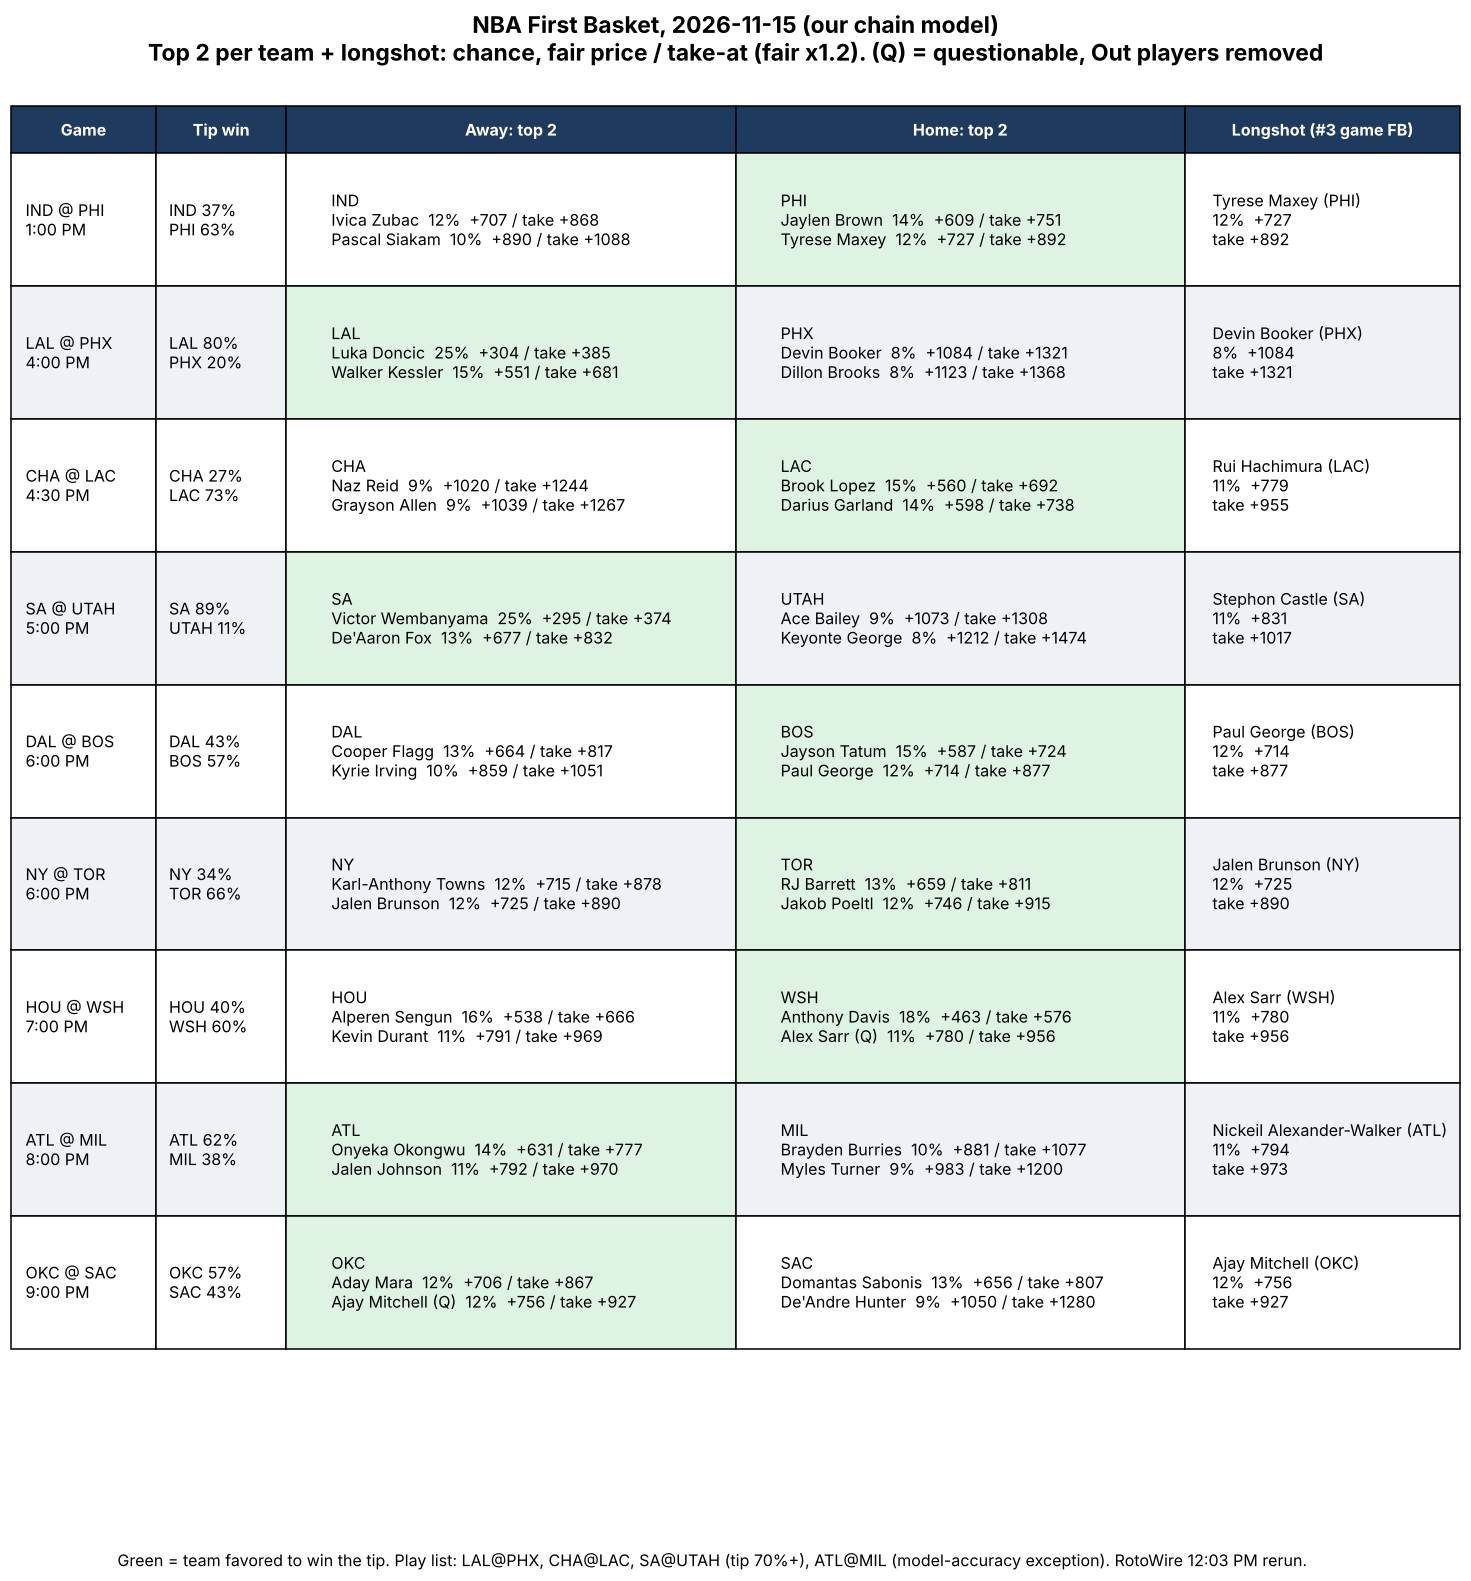 NBA First Basket, 2026-11-15 (our chain model)
Top 2 per team + longshot: chance, fair price / take-at (fair x1.2). (Q) = questionable, Out players removed
Game
Tip win
Away: top 2
Home: top 2
Longshot (#3 game FB)
IND @ PHI
1:00 PM
IND 37%
PHI 63%
IND
Ivica Zubac 12% +707 / take +868
Pascal Siakam 10% +890 / take +1088
PHI
Jaylen Brown 14% +609 / take +751
Tyrese Maxey 12% +727 / take +892
Tyrese Maxey (PHI)
12% +727
take +892
LAL @ PHX
4:00 PM
LAL 80%
PHX 20%
LAL
Luka Doncic 25% +304 / take +385
Walker Kessler 15% +551 / take +681
PHX
Devin Booker 8% +1084 / take +1321
Dillon Brooks 8% +1123 / take +1368
Devin Booker (PHX)
8% +1084
take +1321
CHA @ LAC
4:30 PM
CHA 27%
LAC 73%
CHA
Naz Reid 9% +1020 / take +1244
Grayson Allen 9% +1039 / take +1267
LAC
Brook Lopez 15% +560 / take +692
Darius Garland 14% +598 / take +738
Rui Hachimura (LAC)
11% +779
take +955
SA @ UTAH
5:00 PM
SA 89%
UTAH 11%
SA
Victor Wembanyama 25% +295 / take +374
De'Aaron Fox 13% +677 / take +832
UTAH
Ace Bailey 9% +1073 / take +1308
Keyonte George 8% +1212 / take +1474
Stephon Castle (SA)
11% +831
take +1017
DAL @ BOS
6:00 PM
DAL 43%
BOS 57%
DAL
Cooper Flagg 13% +664 / take +817
Kyrie Irving 10% +859 / take +1051
BOS
Jayson Tatum 15% +587 / take +724
Paul George 12% +714 / take +877
Paul George (BOS)
12% +714
take +877
NY @ TOR
6:00 PM
NY 34%
TOR 66%
NY
Karl-Anthony Towns 12% +715 / take +878
Jalen Brunson 12% +725 / take +890
TOR
RJ Barrett 13% +659 / take +811
Jakob Poeltl 12% +746 / take +915
Jalen Brunson (NY)
12% +725
take +890
HOU @ WSH
7:00 PM
HOU 40%
WSH 60%
HOU
Alperen Sengun 16% +538 / take +666
Kevin Durant 11% +791 / take +969
WSH
Anthony Davis 18% +463 / take +576
Alex Sarr (Q) 11% +780 / take +956
Alex Sarr (WSH)
11% +780
take +956
ATL @ MIL
8:00 PM
ATL 62%
MIL 38%
ATL
Onyeka Okongwu 14% +631 / take +777
Jalen Johnson 11% +792 / take +970
MIL
Brayden Burries 10% +881 / take +1077
Myles Turner 9% +983 / take +1200
Nickeil Alexander-Walker (ATL)
11% +794
take +973
OKC @ SAC
9:00 PM
OKC 57%
SAC 43%
OKC
Aday Mara 12% +706 / take +867
Ajay Mitchell (Q) 12% +756 / take +927
SAC
Domantas Sabonis 13% +656 / take +807
De'Andre Hunter 9% +1050 / take +1280
Ajay Mitchell (OKC)
12% +756
take +927
Green = team favored to win the tip. Play list: LAL@PHX, CHA@LAC, SA@UTAH (tip 70%+), ATL@MIL (model-accuracy exception). RotoWire 12:03 PM rerun.